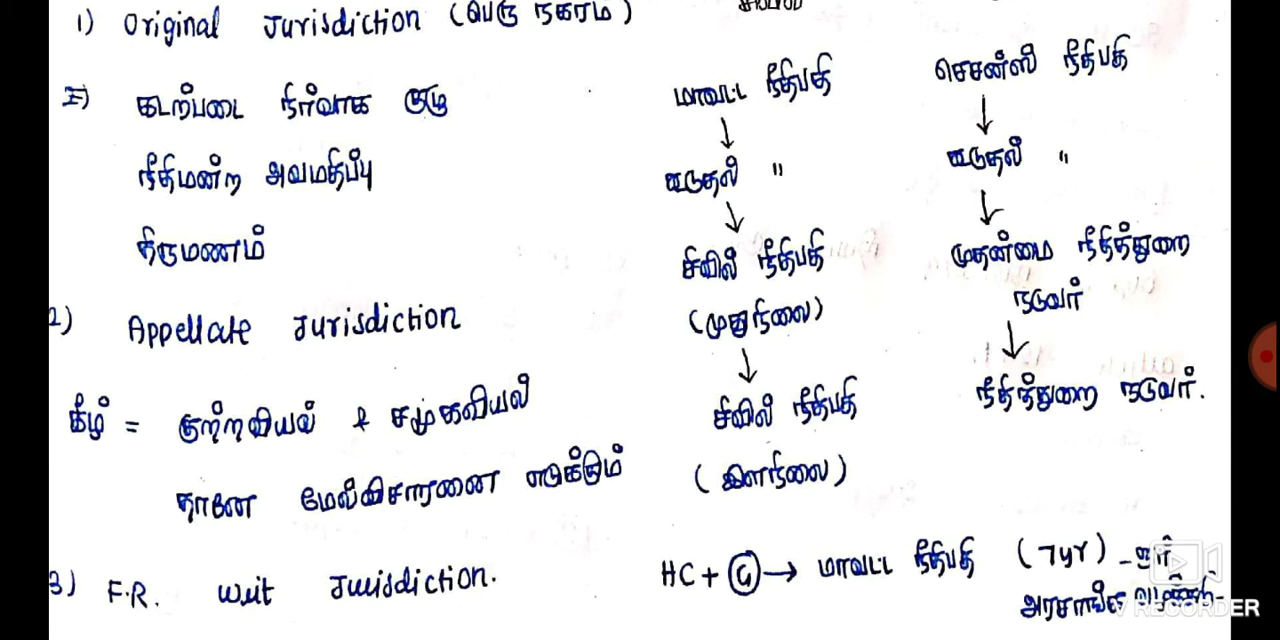 1) Original Jurisdiction (பெரு நகரம்)
I) கடற்படை நிர்வாக குழு
நீதிமன்ற அவமதிப்பு
திருமணம்
2) Appellate Jurisdiction
கீழ் = குற்றவியல் & சமூகவியல்
தானே மேல்விசாரணை எடுக்கும்
3) F.R. Writ Jurisdiction.
மாவட்ட நீதிபதி
↓
கூடுதல் "
↓
சிவில் நீதிபதி
(முதுநிலை)
↓
சிவில் நீதிபதி
(இளநிலை)
செசன்ஸ் நீதிபதி
↓
கூடுதல் "
↓
முதன்மை நீதித்துறை
நடுவர்
↓
நீதித்துறை நடுவர்.
HC + G → மாவட்ட நீதிபதி (7yr) -
V RECORDER